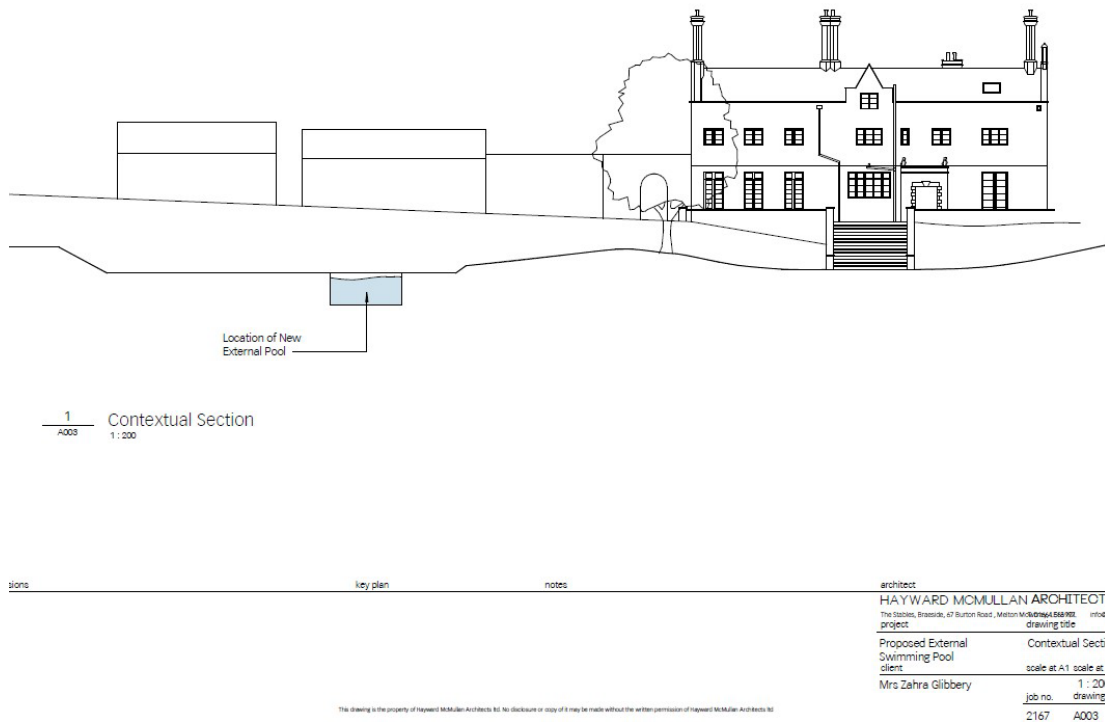 Location of New
External Pool
1
A003
Contextual Section
1 : 200
sions
key plan
notes
architect
HAYWARD MCMULLAN ARCHITECT
The Stables, Braeside, 67 Burton Road, Melton
project
drawing title
Proposed External
Swimming Pool
Contextual Secti
client
scale at A1 scale at
Mrs Zahra Glibbery
1 : 20
job no.
drawing
2167
A003
This drawing is the property of Hayward McMullan Architects ltd. No disclosure or copy of it may be made without the written permission of Hayward McMullan Architects ltd